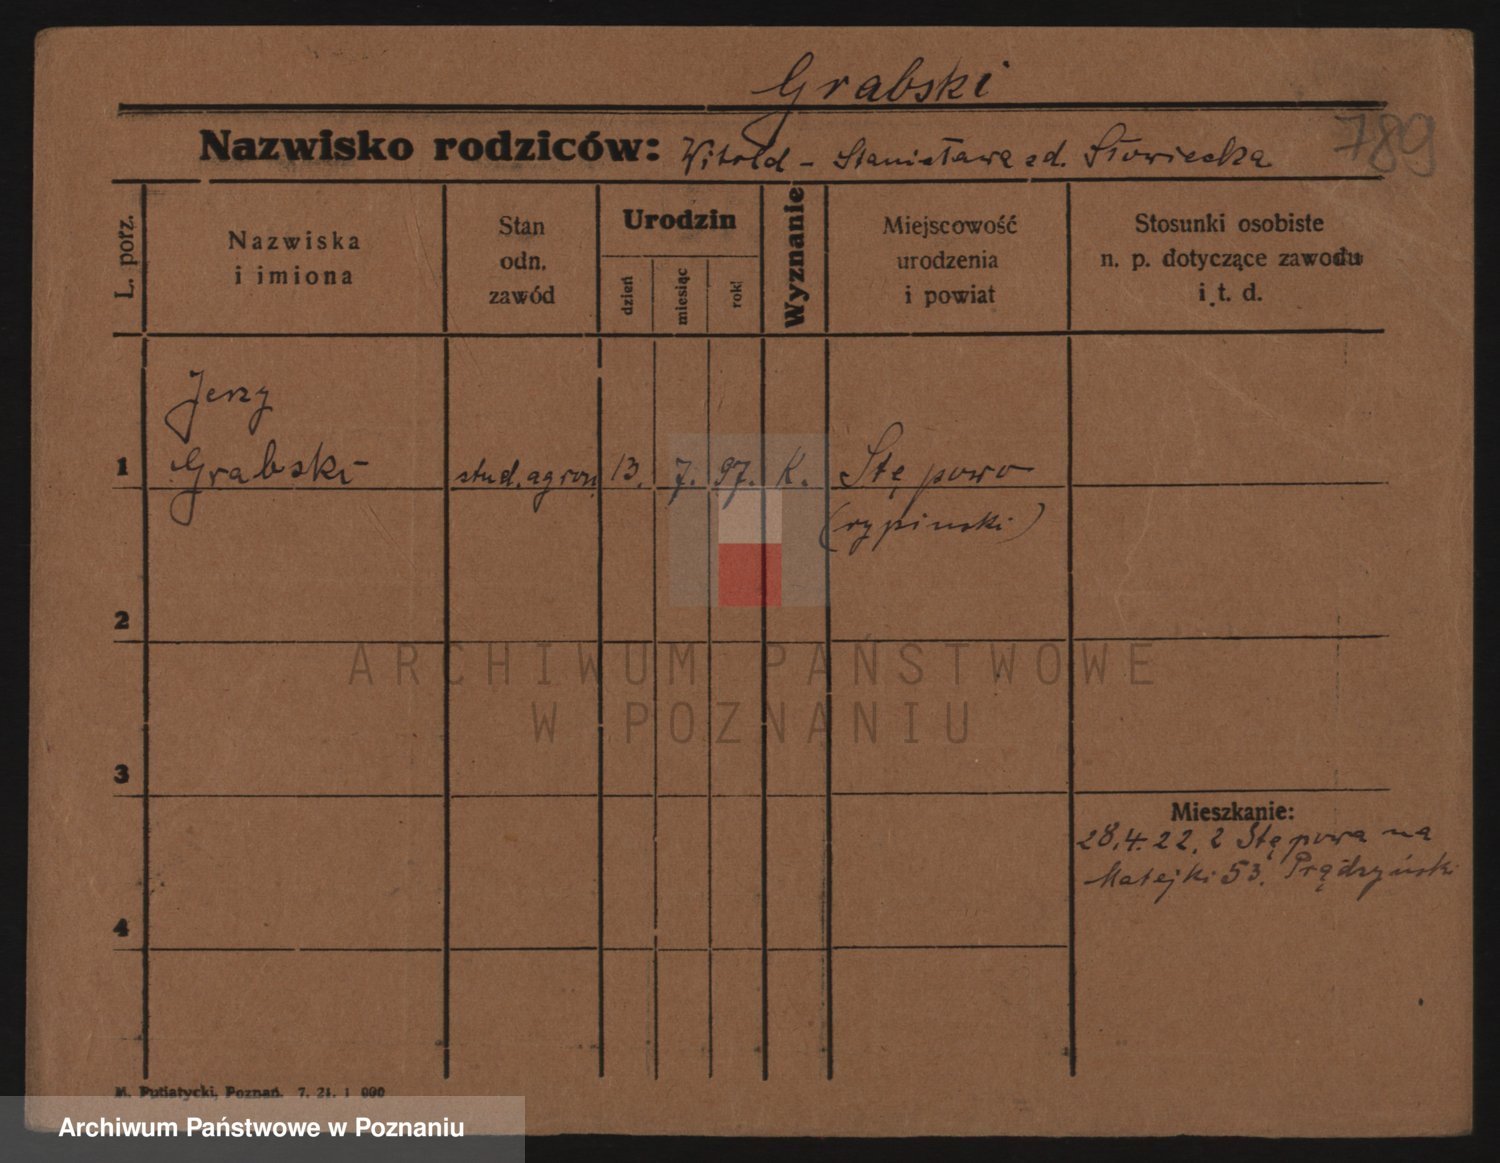 Grabski
789
Nazwisko rodziców: Witold - Stanisława zd. Słowiecka
L. porz.
Nazwiska
i imiona
Stan
odn.
zawód
Urodzin
dzień
miesiąc
rok
Wyznanie
Miejscowość
urodzenia
i powiat
Stosunki osobiste
n. p. dotyczące zawodu
i t. d.
Jerzy
1 Grabski stud. agron. 13. 7. 97. K. Stępowo
(rypiński)
2
ARCHIWUM PAŃSTWOWE
W POZNANIU
3
Mieszkanie:
28.4.22. z Stępowa na
Matejki 53. Prądzyński
4
M. Putiatycki, Poznań. 7. 21. 1 000
Archiwum Państwowe w Poznaniu